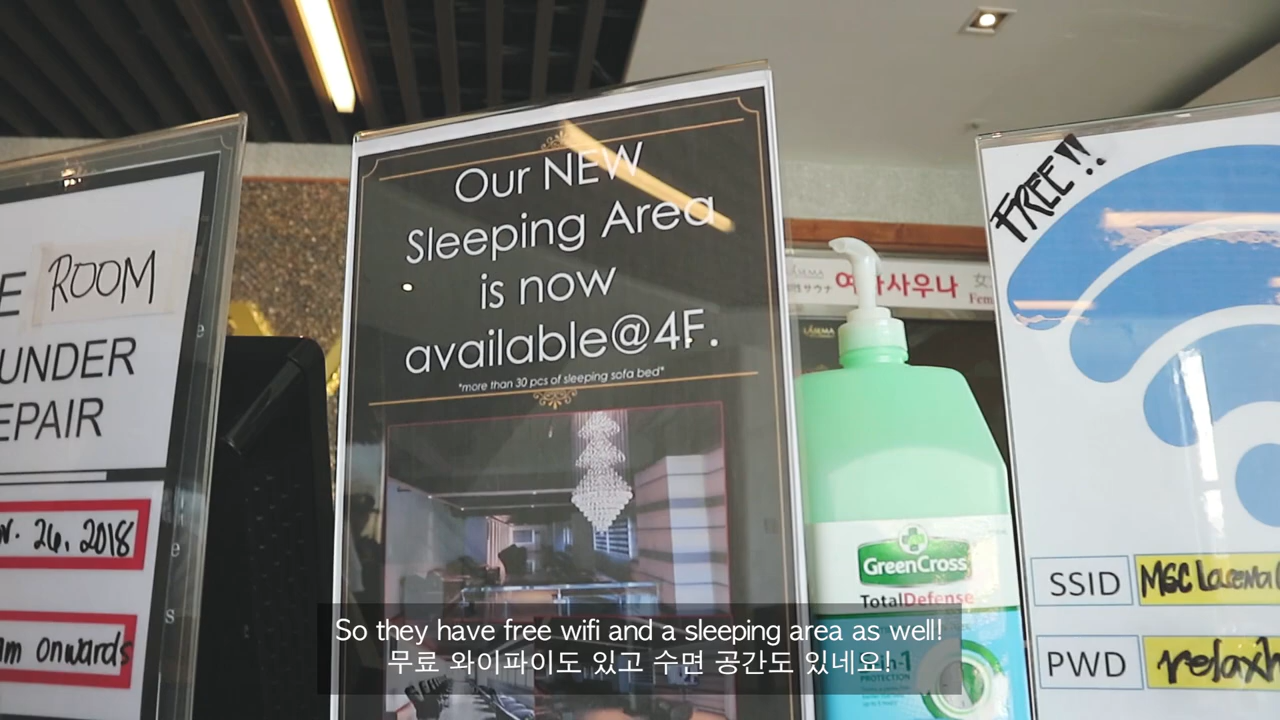 ROOM
UNDER
26, 2018
onwards
Our NEW
Sleeping Area
is now
available@4F.
*more than 30 pcs of sleeping sofa bed*
여자사우나
GreenCross
TotalDefense
PROTECTION
FREE!!
SSID
MSC
PWD
So they have free wifi and a sleeping area as well!
무료 와이파이도 있고 수면 공간도 있네요!